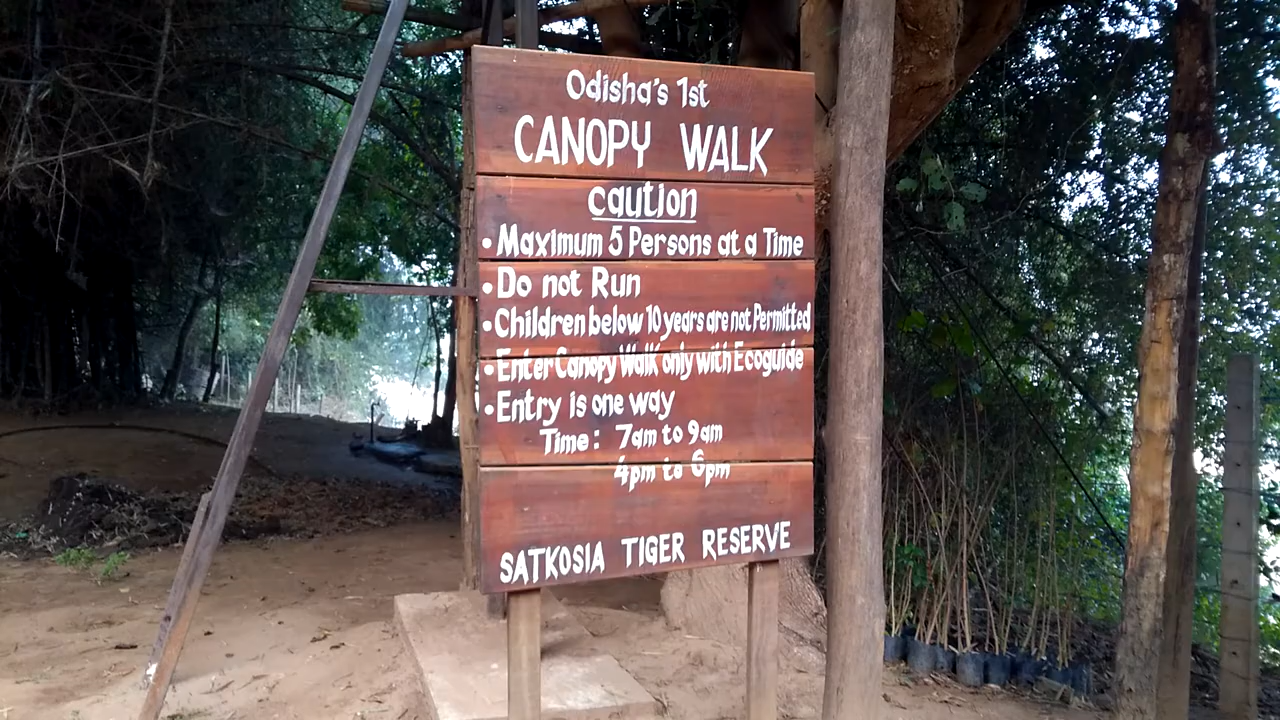 Odisha's 1st
CANOPY WALK
caution
• Maximum 5 Persons at a Time
• Do not Run
• Children below 10 years are not Permitted
• Enter Canopy Walk only with Ecoguide
• Entry is one way
Time: 7am to 9am
4pm to 6pm
SATKOSIA TIGER RESERVE